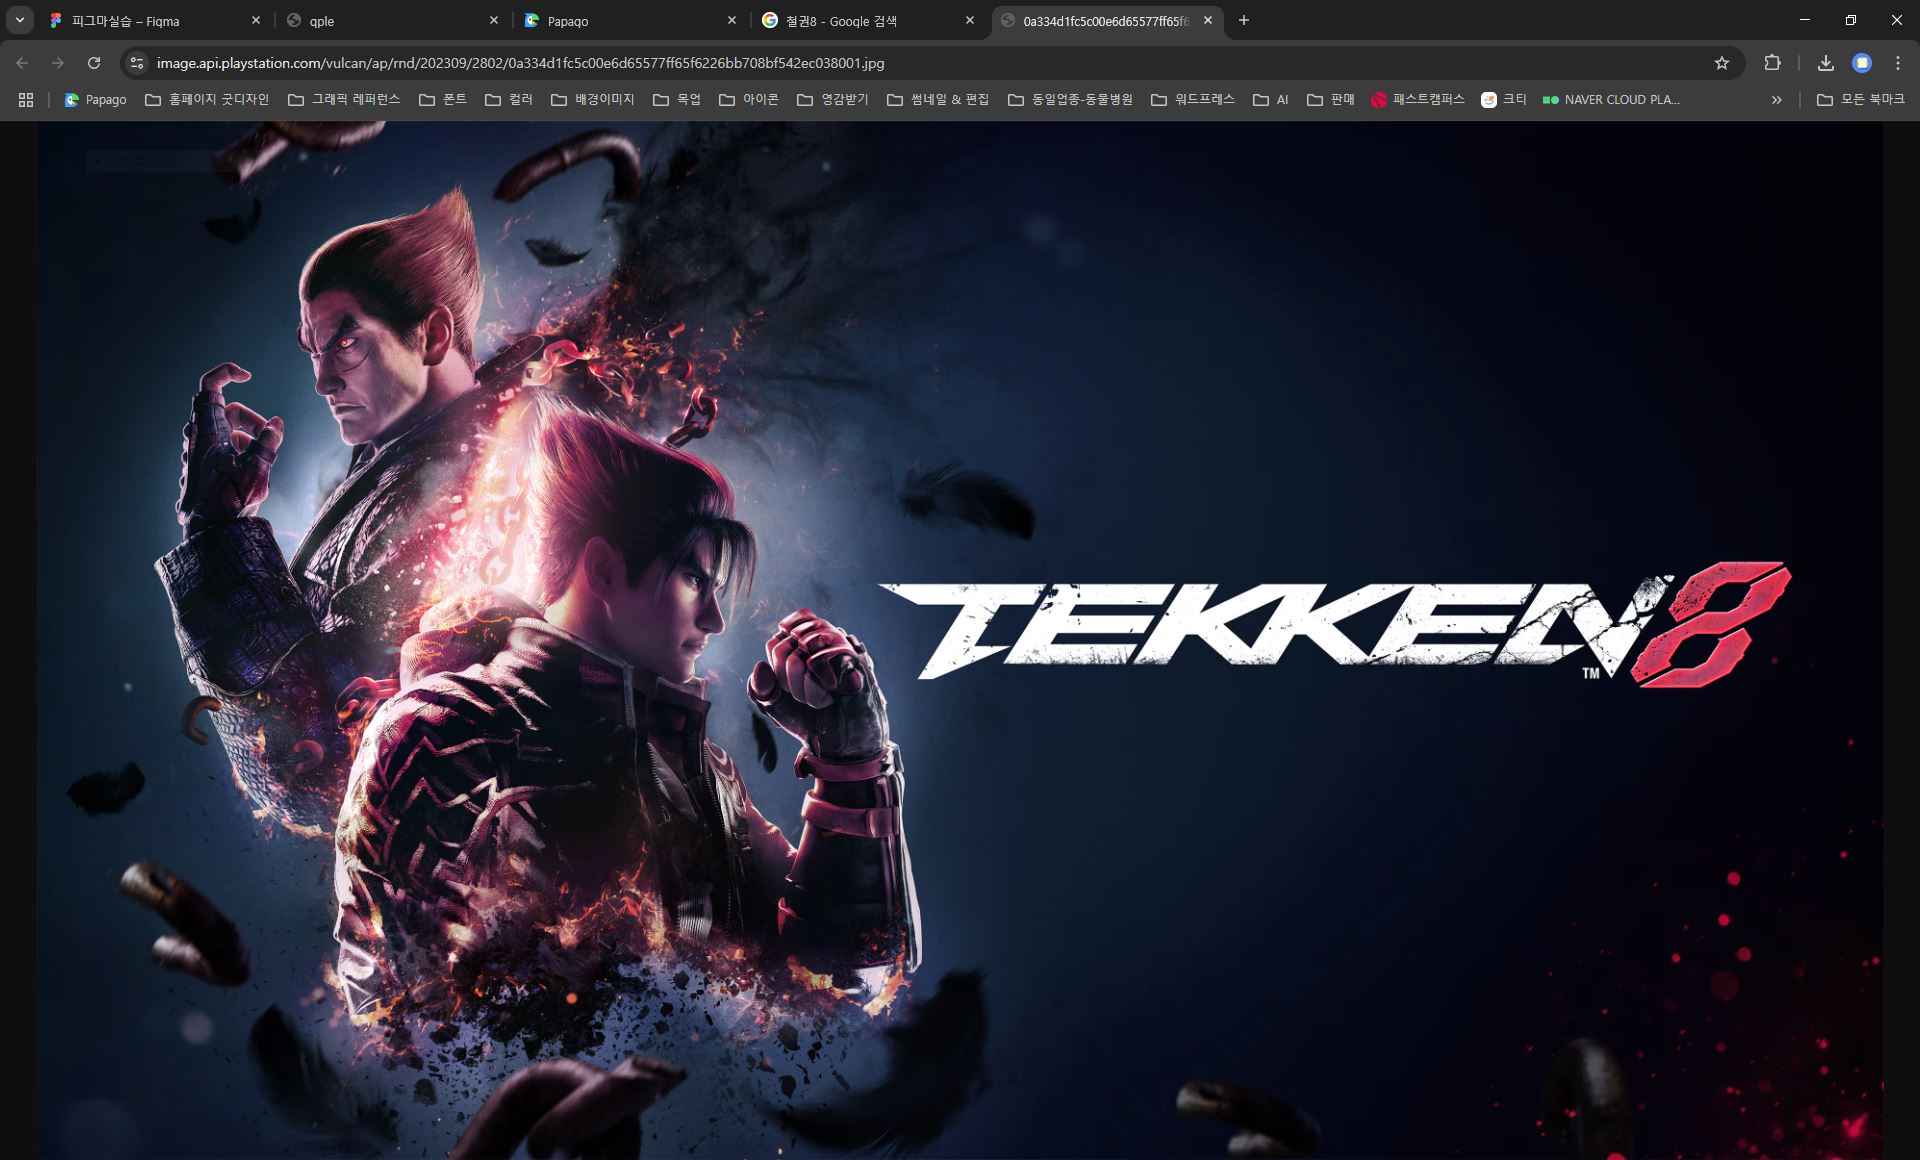 피그마실습 – Figma
qple
Papago
철권8 - Google 검색
0a334d1fc5c00e6d65577ff65f6
image.api.playstation.com/vulcan/ap/rnd/202309/2802/0a334d1fc5c00e6d65577ff65f6226bb708bf542ec038001.jpg
Papago 홈페이지 굿디자인 그래픽 레퍼런스 폰트 컬러 배경이미지 목업 아이콘 영감받기 썸네일 & 편집 동일업종-동물병원 워드프레스 AI 판매 패스트캠퍼스 크티 NAVER CLOUD PLA... 모든 북마크
TEKKEN 8
TM